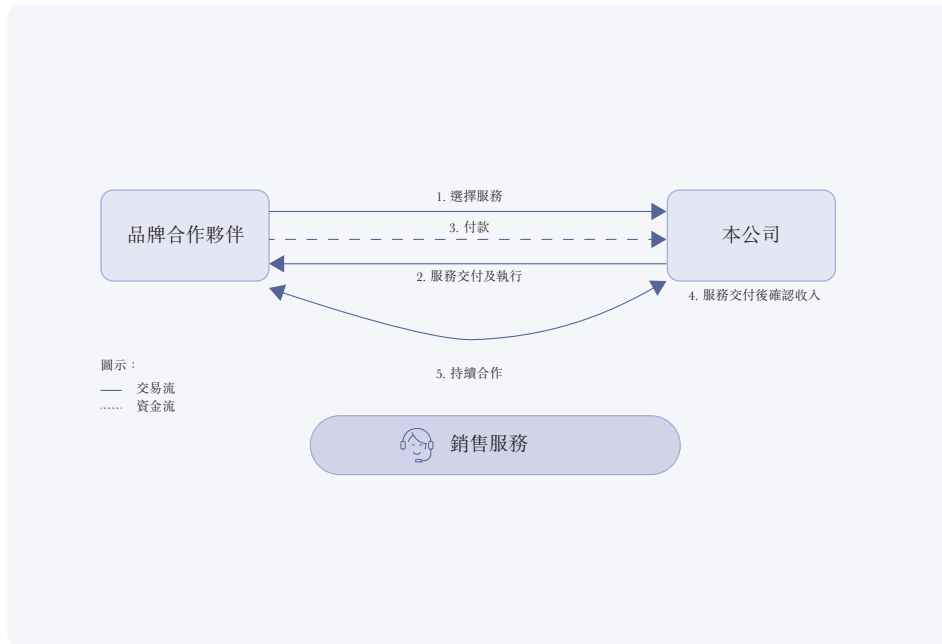 1. 選擇服務
品牌合作夥伴
3. 付款
本公司
2. 服務交付及執行
4. 服務交付後確認收入
圖示：
5. 持續合作
交易流
資金流
銷售服務